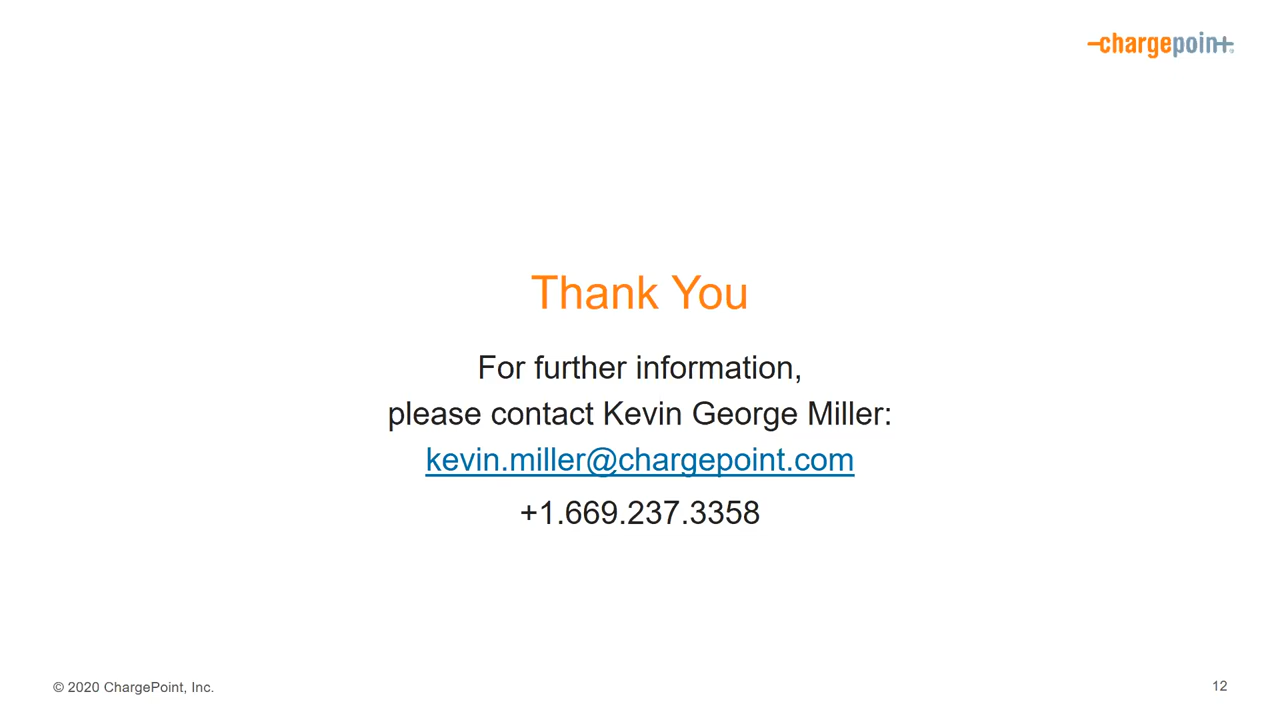 chargepoint
Thank You
For further information,
please contact Kevin George Miller:
kevin.miller@chargepoint.com
+1.669.237.3358
© 2020 ChargePoint, Inc.
12